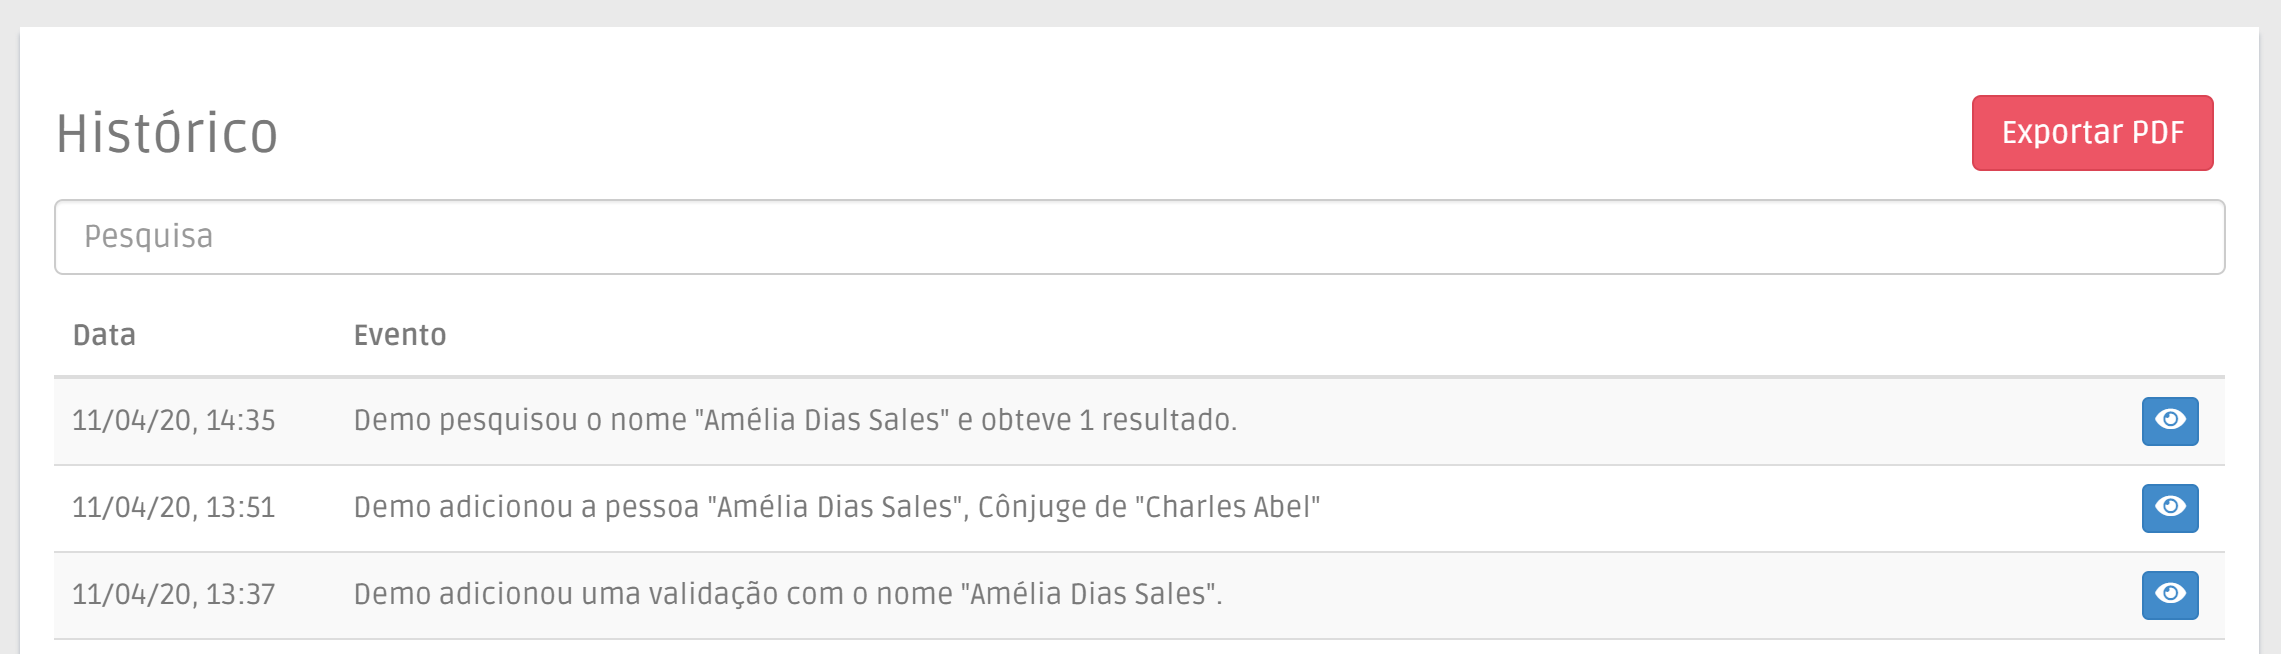 Histórico
Exportar PDF
Pesquisa
Data Evento
11/04/20, 14:35 Demo pesquisou o nome "Amélia Dias Sales" e obteve 1 resultado.
11/04/20, 13:51 Demo adicionou a pessoa "Amélia Dias Sales", Cônjuge de "Charles Abel"
11/04/20, 13:37 Demo adicionou uma validação com o nome "Amélia Dias Sales".